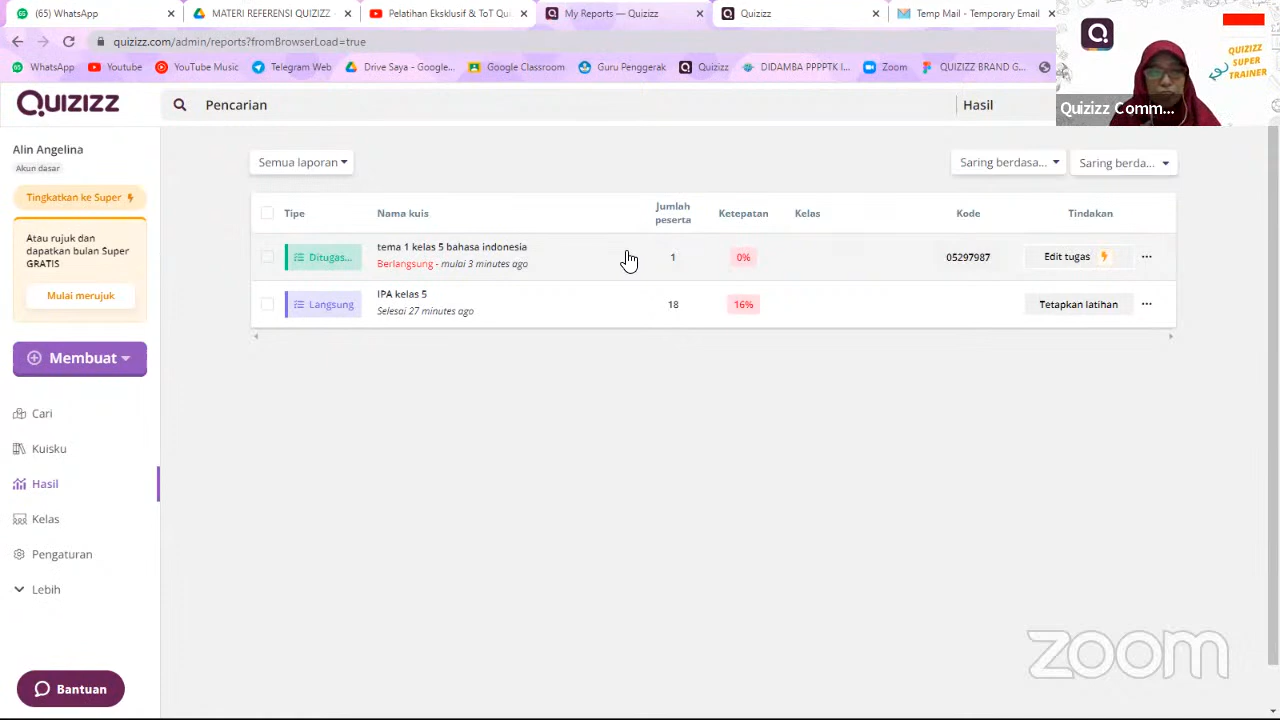 (65) WhatsApp
MATERI REFERENSI QUIZIZZ
Pelatihan Eksklusif & ToT Qu
Reports — Quizizz
Quizizz
Temp Mail - Temporary Email
quizizz.com/admin/reports?fromBrowserload=true
WhatsApp
Youtube
YouTube Music
Telegram Web
Drive Saya - Google...
Guru Penggerak
Quizizz
DIDAMBA PPPPTK
Zoom
QUIZIZZ BRAND G...
QUIZIZZ
SUPER
TRAINER
Quizizz Comm...
QUIZIZZ
Pencarian
Hasil
Alin Angelina
Akun dasar
Tingkatkan ke Super
Atau rujuk dan
dapatkan bulan Super
GRATIS
Mulai merujuk
Membuat
Cari
Kuisku
Hasil
Kelas
Pengaturan
Lebih
Bantuan
Semua laporan
Saring berdasa...
Saring berda...
Tipe
Nama kuis
Jumlah
peserta
Ketepatan
Kelas
Kode
Tindakan
Ditugas...
tema 1 kelas 5 bahasa indonesia
Berlangsung - mulai 3 minutes ago
1
0%
05297987
Edit tugas
Langsung
IPA kelas 5
Selesai 27 minutes ago
18
16%
Tetapkan latihan
zoom